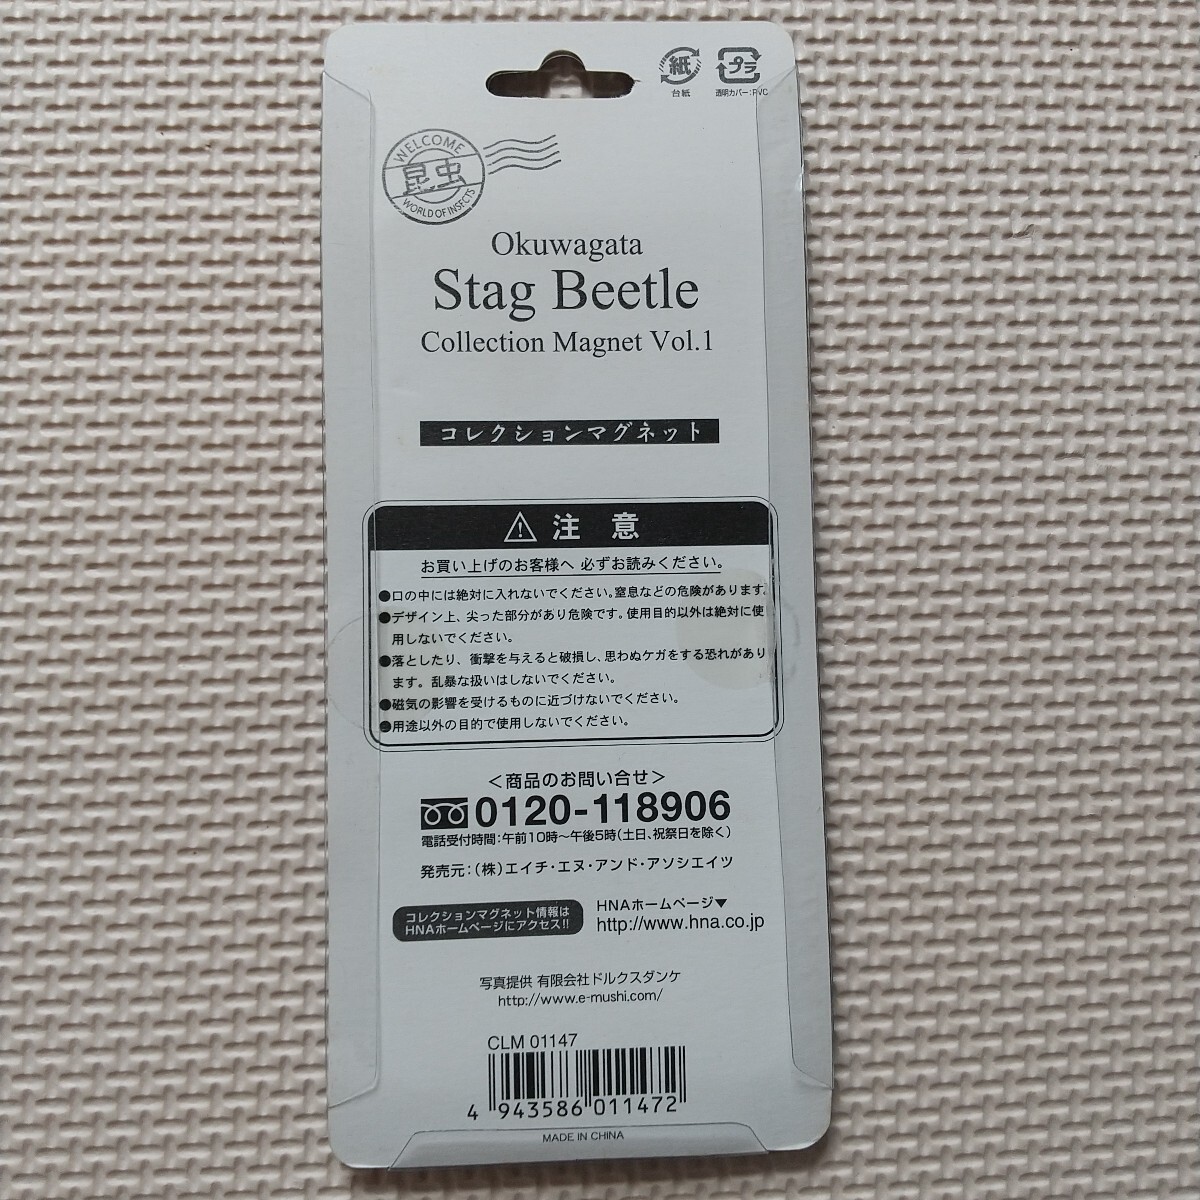 紙
台紙
プラ
透明カバー:PVC
WELCOME
昆虫
WORLD OF INSECTS
Okuwagata
Stag Beetle
Collection Magnet Vol.1
コレクションマグネット
注 意
お買い上げのお客様へ 必ずお読みください。
●口の中には絶対に入れないでください。窒息などの危険があります。
●デザイン上、尖った部分があり危険です。使用目的以外は絶対に使
用しないでください。
●落としたり、衝撃を与えると破損し、思わぬケガをする恐れがあり
ます。乱暴な扱いはしないでください。
●磁気の影響を受けるものに近づけないでください。
●用途以外の目的で使用しないでください。
＜商品のお問い合せ＞
0120-118906
電話受付時間:午前10時〜午後5時(土日、祝祭日を除く)
発売元:(株)エイチ・エヌ・アンド・アソシエイツ
コレクションマグネット情報は
HNAホームページにアクセス!!
HNAホームページ▼
http://www.hna.co.jp
写真提供 有限会社ドルクスダンケ
http://www.e-mushi.com/
CLM 01147
4 943586 011472
MADE IN CHINA